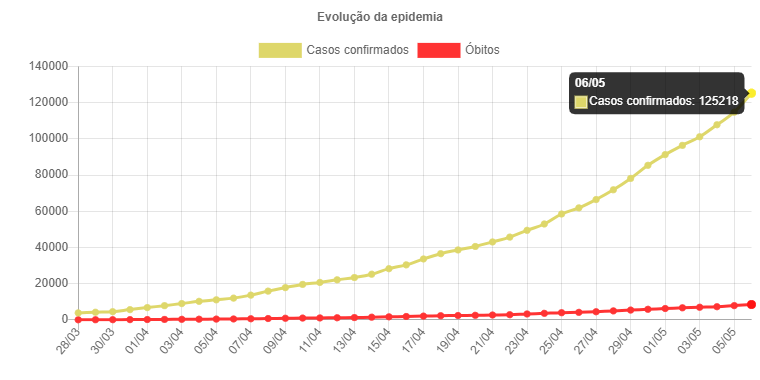 Evolução da epidemia
Casos confirmados Óbitos
140000
06/05
Casos confirmados: 125218
120000
100000
80000
60000
40000
20000
0
28/03 30/03 01/04 03/04 05/04 07/04 09/04 11/04 13/04 15/04 17/04 19/04 21/04 23/04 25/04 27/04 29/04 01/05 03/05 05/05